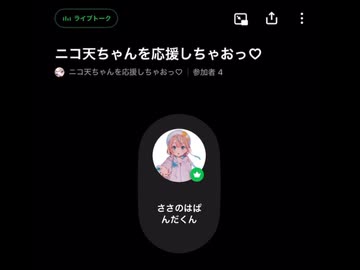 ライブトーク
ニコ天ちゃんを応援しちゃおっ♡
ニコ天ちゃんを応援しちゃおっ♡ | 参加者 4
ささのはぱ
んだくん